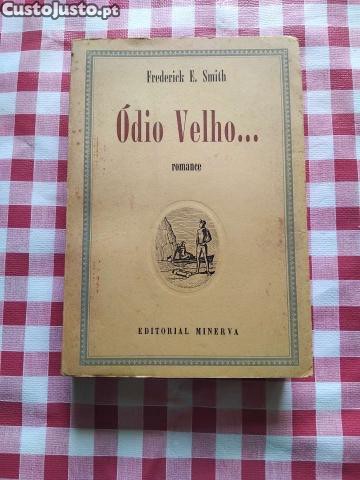 CustoJusto.pt
Frederick E. Smith
Ódio Velho...
romance
EDITORIAL MINERVA